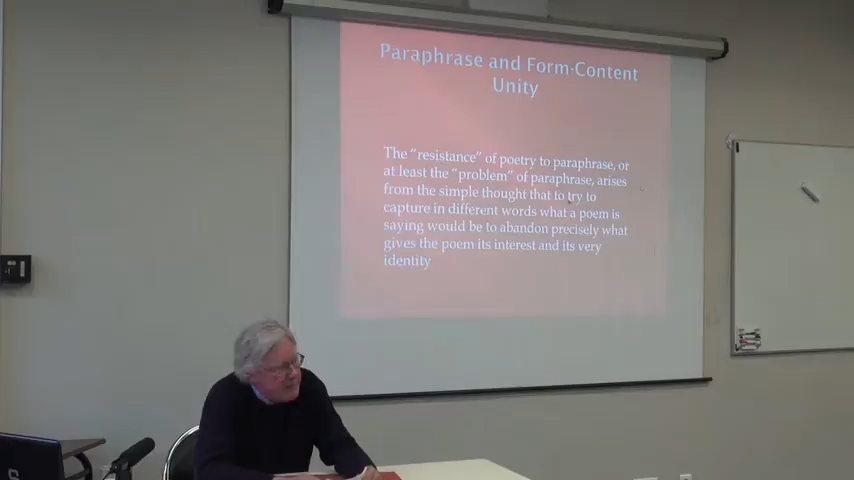 Paraphrase and Form-Content
Unity
The “resistance” of poetry to paraphrase, or
at least the “problem” of paraphrase, arises
from the simple thought that to try to
capture in different words what a poem is
saying would be to abandon precisely what
gives the poem its interest and its very
identity